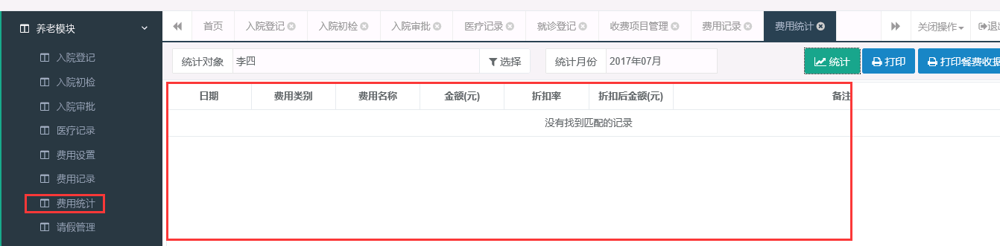 养老模块
入院登记
入院初检
入院审批
医疗记录
费用设置
费用记录
费用统计
请假管理
首页 入院登记 入院初检 入院审批 医疗记录 就诊登记 收费项目管理 费用记录 费用统计 关闭操作 退出
统计对象 李四 选择 统计月份 2017年07月 统计 打印 打印餐费收据
日期 费用类别 费用名称 金额(元) 折扣率 折扣后金额(元) 备注
没有找到匹配的记录